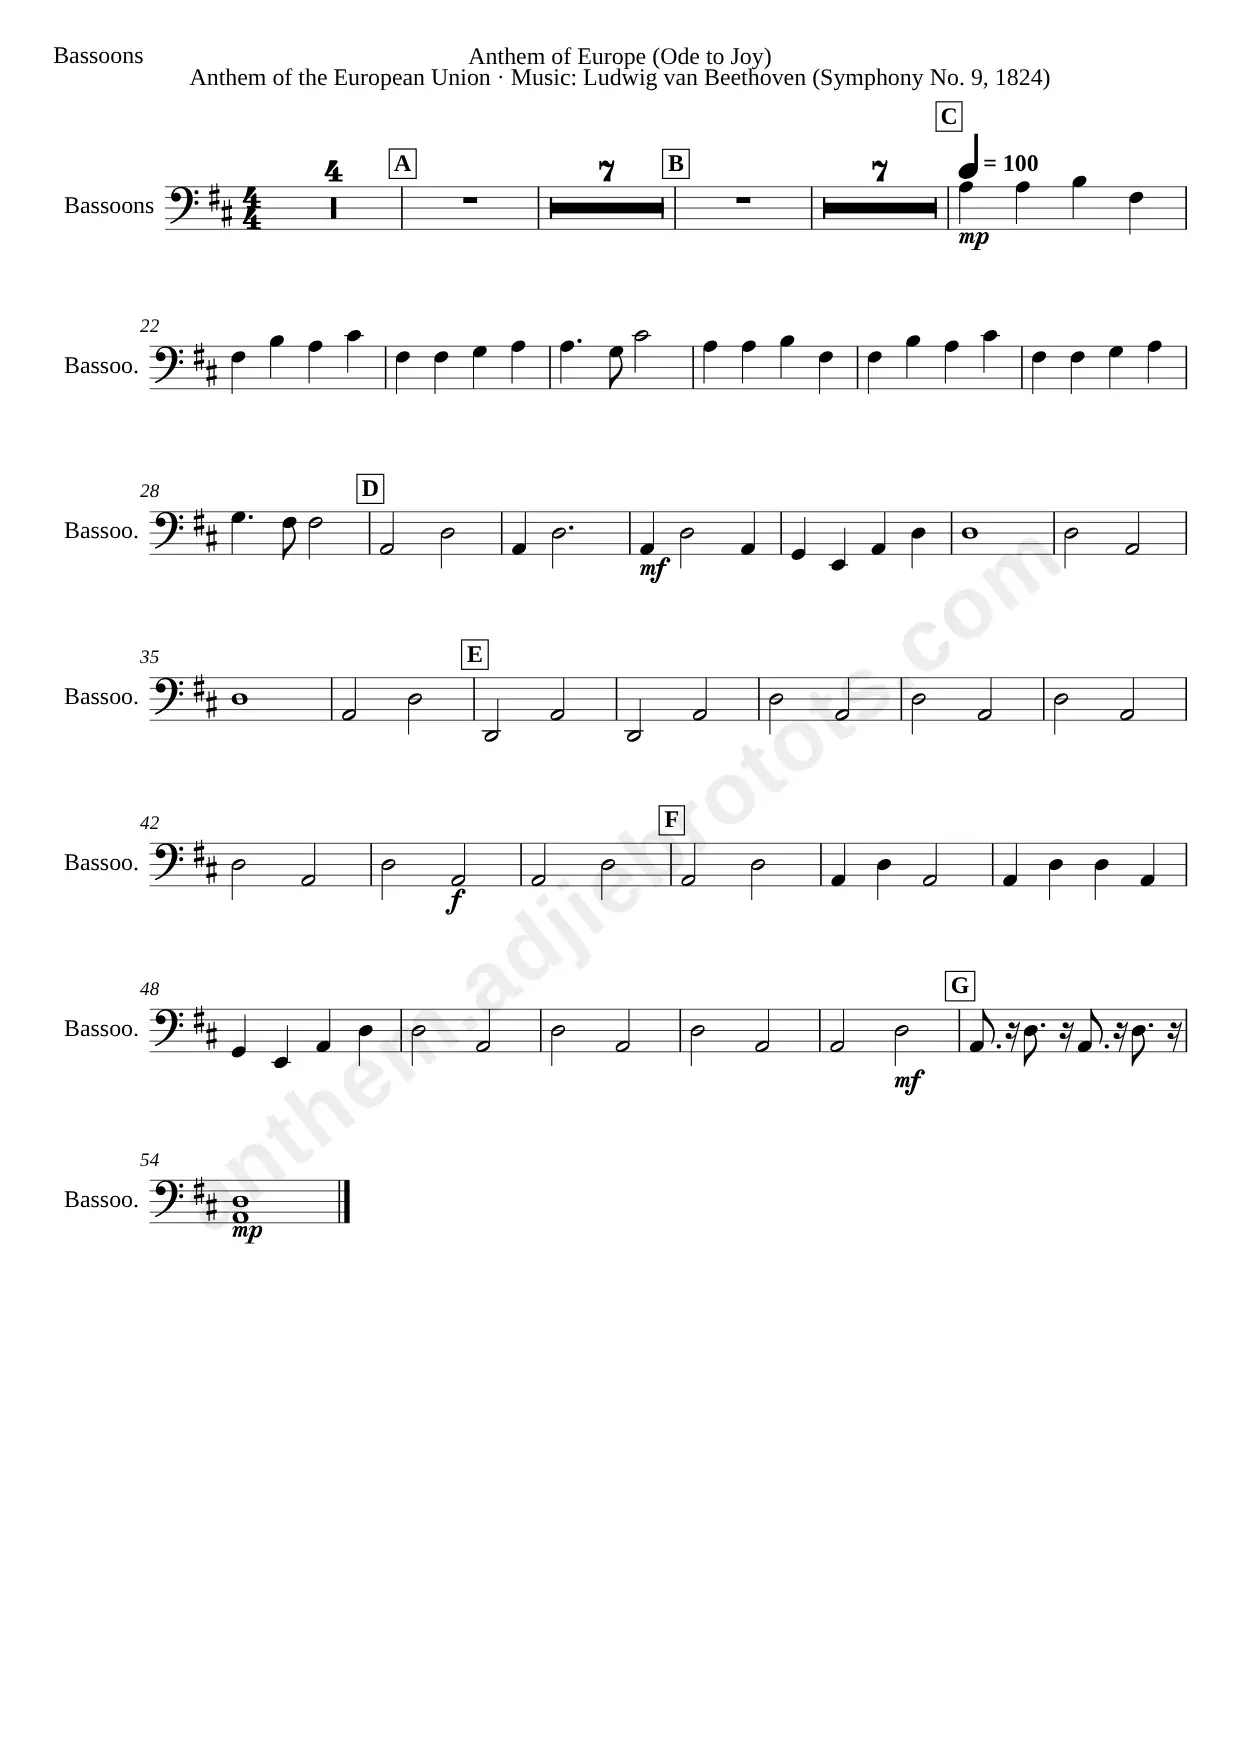 Bassoons
Anthem of Europe (Ode to Joy)
Anthem of the European Union · Music: Ludwig van Beethoven (Symphony No. 9, 1824)
C
4 A 7 B 7 = 100
Bassoons 4/4
mp
22
Bassoo.
28 D
Bassoo.
mf
35 E
Bassoo.
42 F
Bassoo.
f
48 G
Bassoo.
mf
54
Bassoo.
mp
anthem.adjiebrotots.com